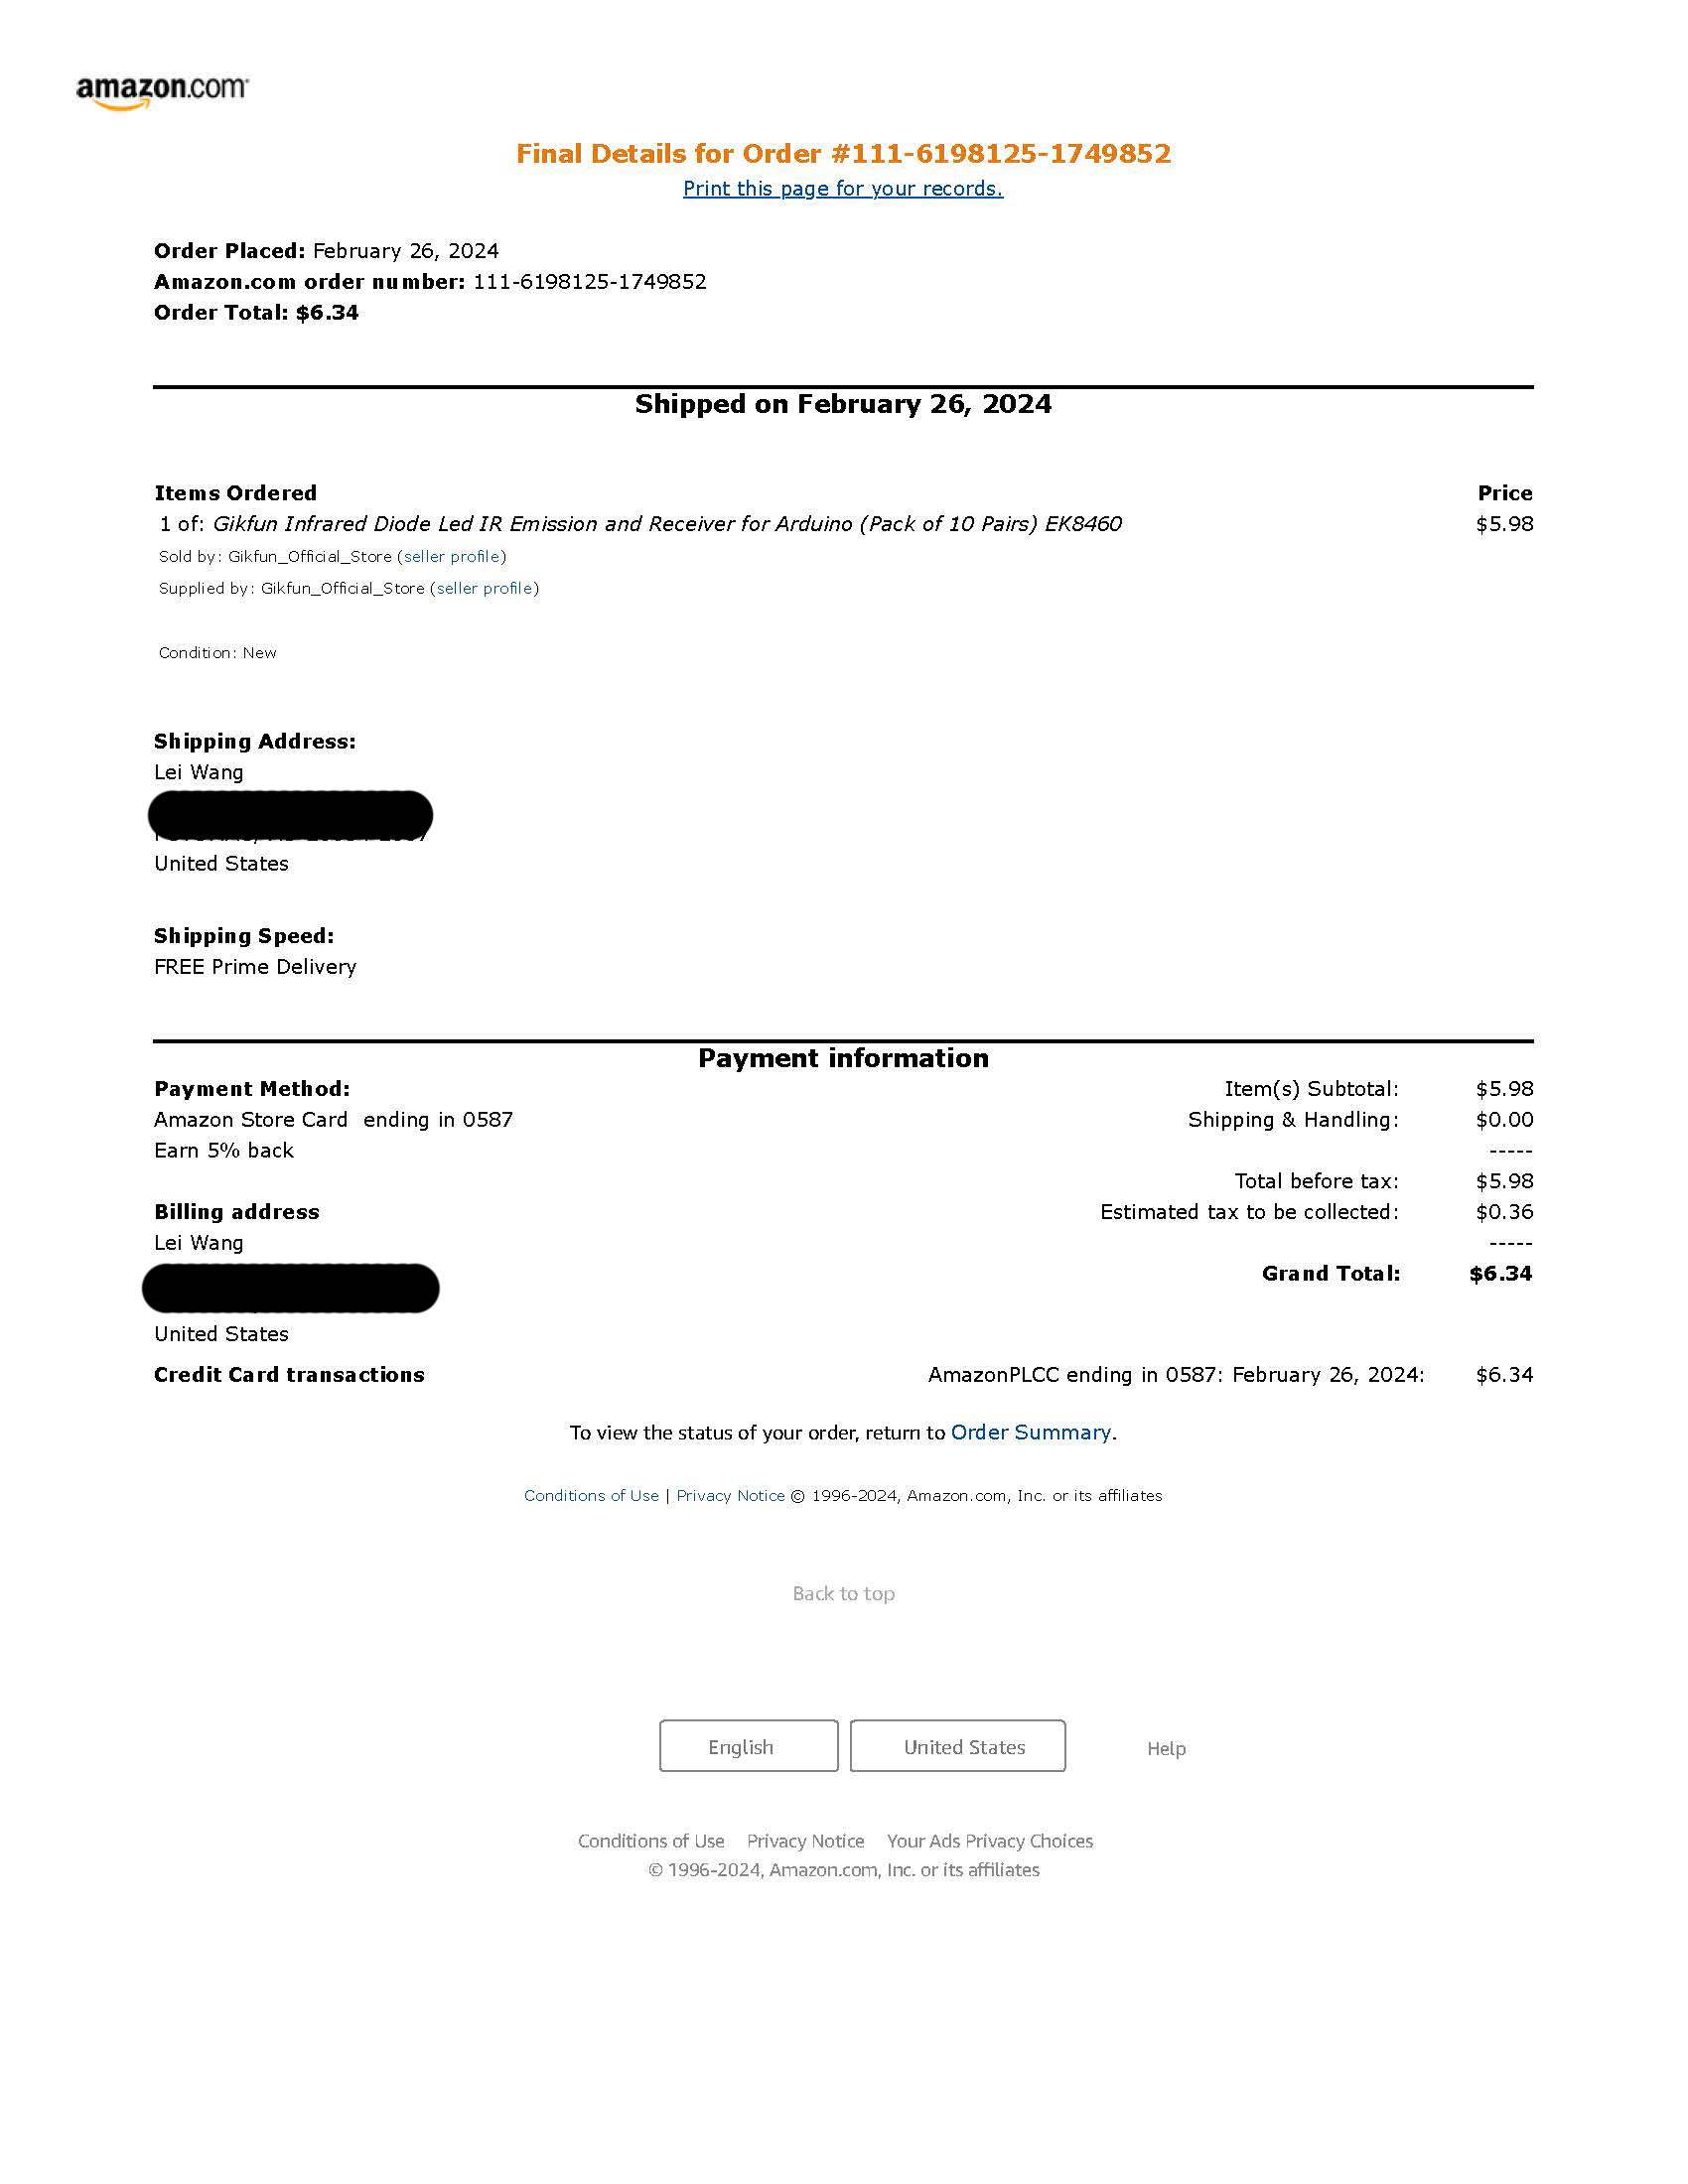 amazon.com
Final Details for Order #111-6198125-1749852
Print this page for your records.
Order Placed: February 26, 2024
Amazon.com order number: 111-6198125-1749852
Order Total: $6.34
Shipped on February 26, 2024
Items Ordered Price
1 of: Gikfun Infrared Diode Led IR Emission and Receiver for Arduino (Pack of 10 Pairs) EK8460 $5.98
Sold by: Gikfun_Official_Store (seller profile)
Supplied by: Gikfun_Official_Store (seller profile)
Condition: New
Shipping Address:
Lei Wang
United States
Shipping Speed:
FREE Prime Delivery
Payment information
Payment Method: Item(s) Subtotal: $5.98
Amazon Store Card ending in 0587 Shipping & Handling: $0.00
Earn 5% back -----
Total before tax: $5.98
Billing address Estimated tax to be collected: $0.36
Lei Wang -----
Grand Total: $6.34
United States
Credit Card transactions AmazonPLCC ending in 0587: February 26, 2024: $6.34
To view the status of your order, return to Order Summary.
Conditions of Use | Privacy Notice © 1996-2024, Amazon.com, Inc. or its affiliates
Back to top
English United States Help
Conditions of Use Privacy Notice Your Ads Privacy Choices
© 1996-2024, Amazon.com, Inc. or its affiliates